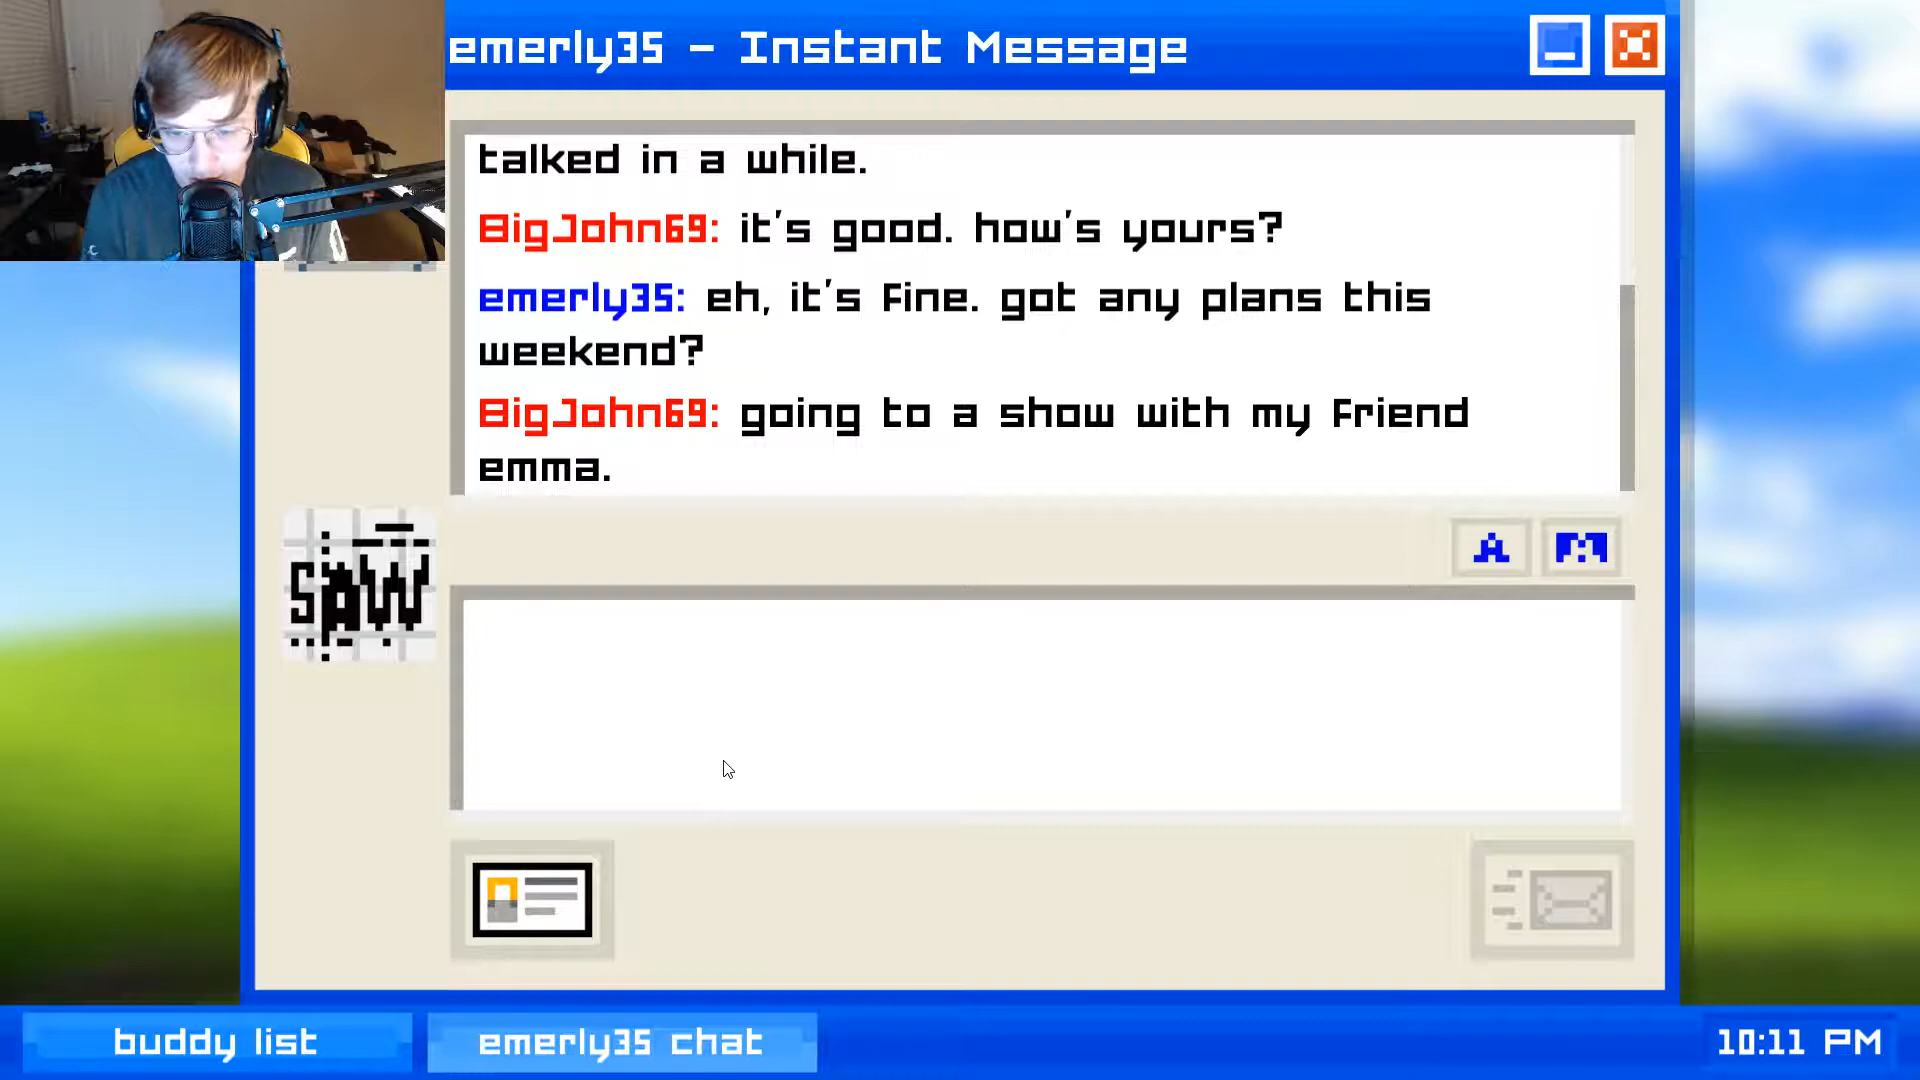 emerly35 - Instant Message
talked in a while.
BigJohn69: it's good. how's yours?
emerly35: eh, it's fine. got any plans this
weekend?
BigJohn69: going to a show with my friend
emma.
A
SAW
buddy list
emerly35 chat
10:11 PM